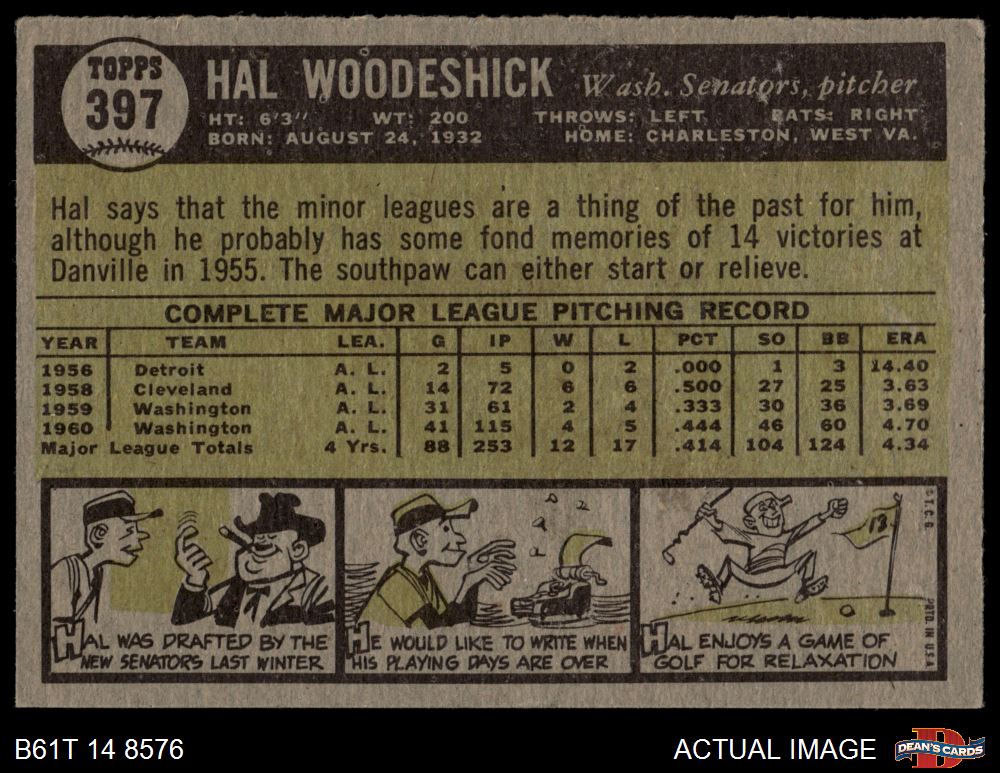 TOPPS
397
HAL WOODESHICK Wash. Senators, pitcher
HT: 6'3" WT: 200 THROWS: LEFT BATS: RIGHT
BORN: AUGUST 24, 1932 HOME: CHARLESTON, WEST VA.
Hal says that the minor leagues are a thing of the past for him,
although he probably has some fond memories of 14 victories at
Danville in 1955. The southpaw can either start or relieve.
COMPLETE MAJOR LEAGUE PITCHING RECORD
YEAR TEAM LEA. G IP W L PCT SO BB ERA
1956 Detroit A. L. 2 5 0 2 .000 1 3 14.40
1958 Cleveland A. L. 14 72 6 6 .500 27 25 3.63
1959 Washington A. L. 31 61 2 4 .333 30 36 3.69
1960 Washington A. L. 41 115 4 5 .444 46 60 4.70
Major League Totals 4 Yrs. 88 253 12 17 .414 104 124 4.34
HAL WAS DRAFTED BY THE
NEW SENATORS LAST WINTER
HE WOULD LIKE TO WRITE WHEN
HIS PLAYING DAYS ARE OVER
13
HAL ENJOYS A GAME OF
GOLF FOR RELAXATION
© T.C.G.
PRTD. IN U.S.A.
B61T 14 8576
ACTUAL IMAGE
D
DEAN'S CARDS